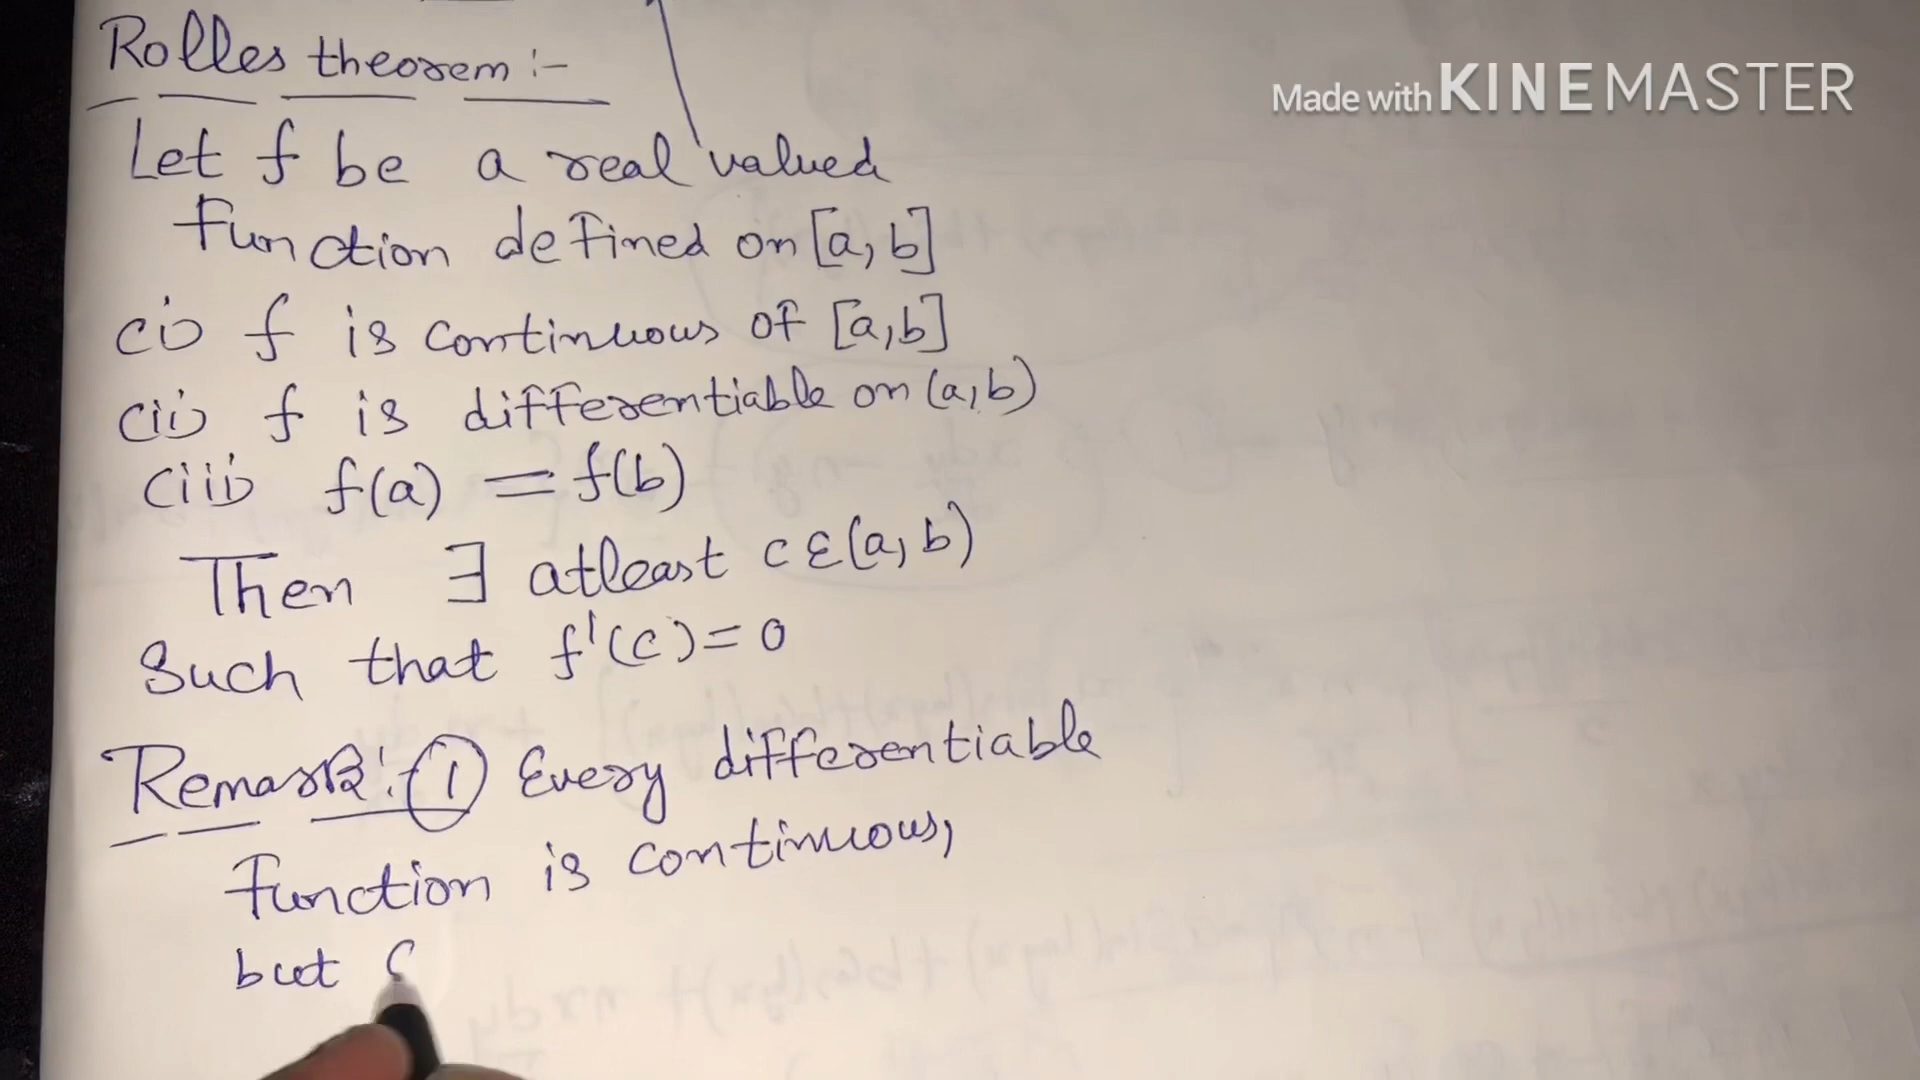 Rolles theorem :-
Made with KINEMASTER
Let f be a real valued
function defined on [a, b]
(i) f is continuous of [a, b]
(ii) f is differentiable on (a, b)
(iii) f(a) = f(b)
Then ∃ atleast c ε (a, b)
Such that f'(c) = 0
Remark :- ① Every differentiable
function is continuous,
but